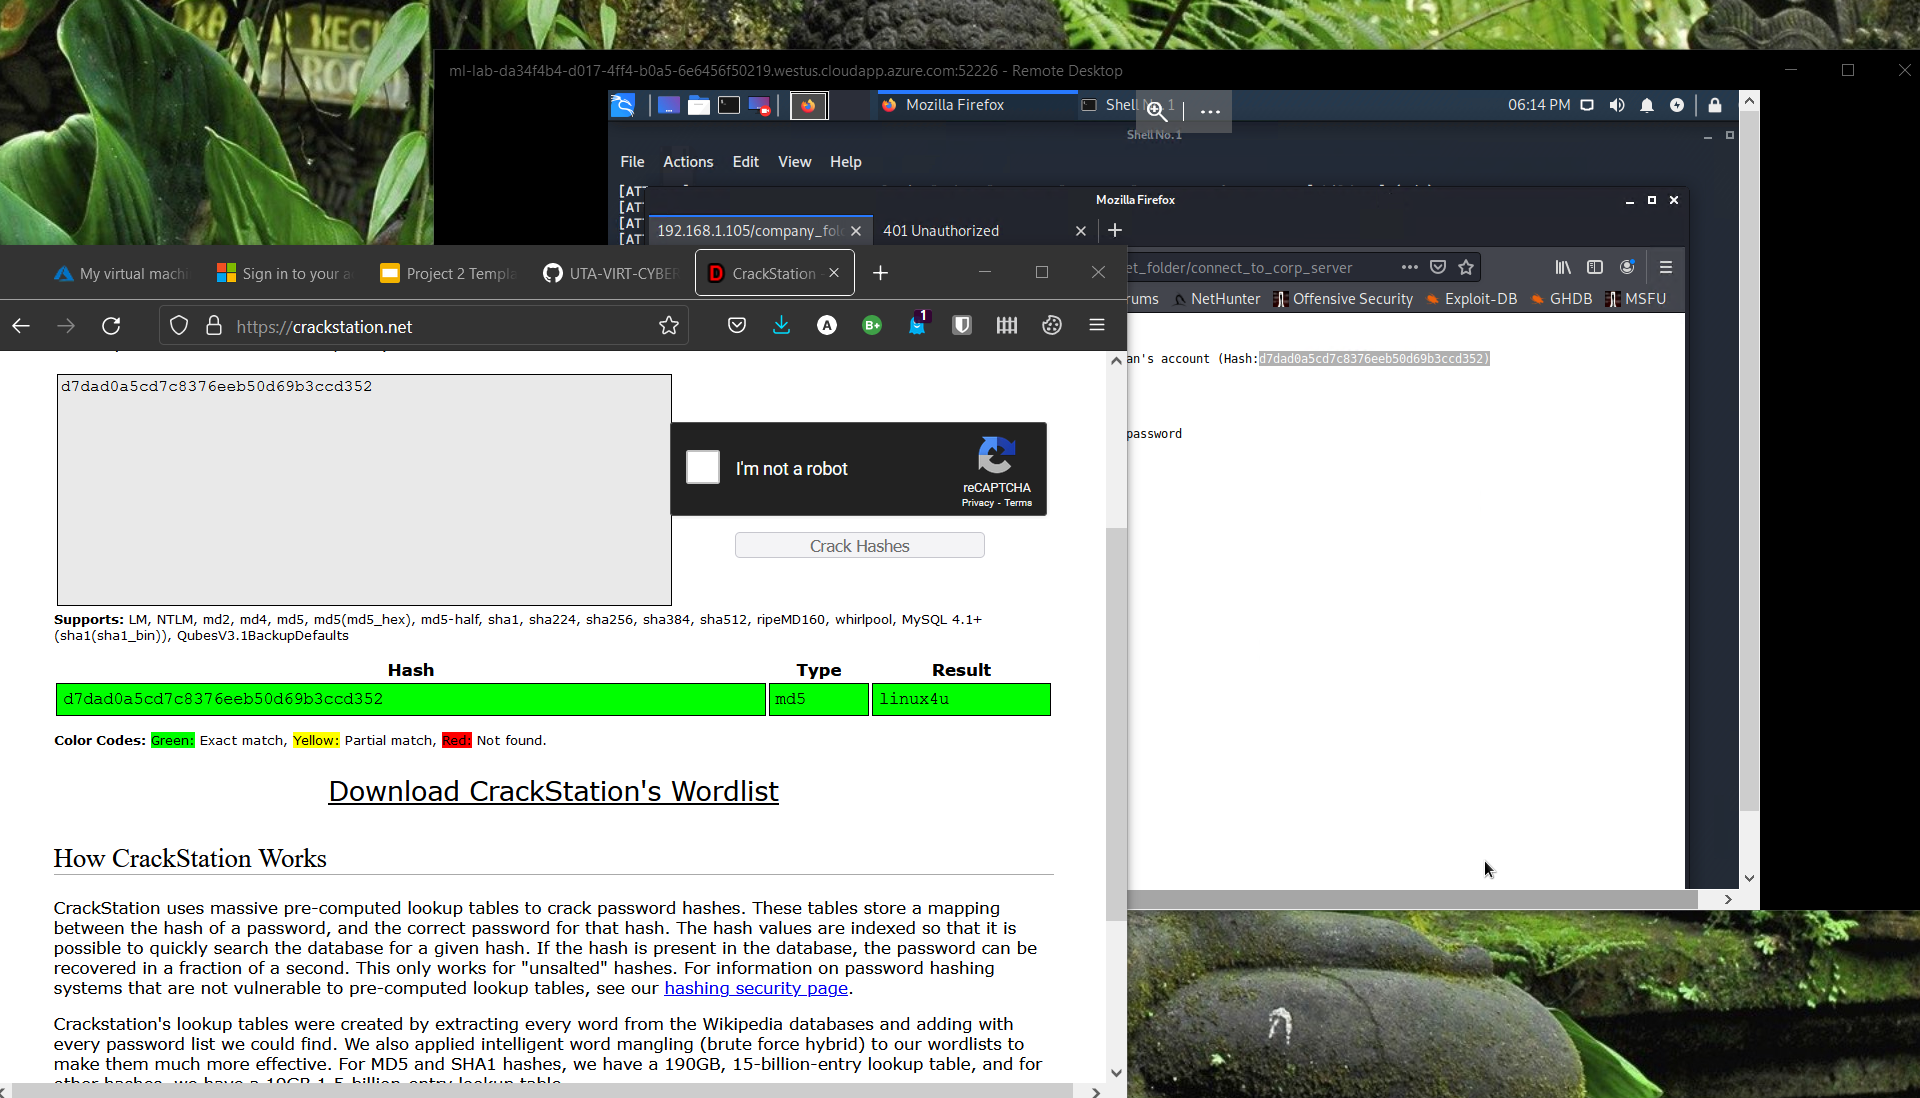 ml-lab-da34f4b4-d017-4ff4-b0a5-6e6456f50219.westus.cloudapp.azure.com:52226 - Remote Desktop
Mozilla Firefox
Shell No. 1
06:14 PM
Shell No. 1
File Actions Edit View Help
[AT
[AT
[AT
[AT
Mozilla Firefox
192.168.1.105/company_fol
401 Unauthorized
et_folder/connect_to_corp_server
rums NetHunter Offensive Security Exploit-DB GHDB MSFU
an's account (Hash:d7dad0a5cd7c8376eeb50d69b3ccd352)
password
My virtual machi
Sign in to your a
Project 2 Templa
UTA-VIRT-CYBER
CrackStation -
https://crackstation.net
1
d7dad0a5cd7c8376eeb50d69b3ccd352
I'm not a robot
reCAPTCHA
Privacy - Terms
Crack Hashes
Supports: LM, NTLM, md2, md4, md5, md5(md5_hex), md5-half, sha1, sha224, sha256, sha384, sha512, ripeMD160, whirlpool, MySQL 4.1+
(sha1(sha1_bin)), QubesV3.1BackupDefaults
Hash Type Result
d7dad0a5cd7c8376eeb50d69b3ccd352 md5 linux4u
Color Codes: Green: Exact match, Yellow: Partial match, Red: Not found.
Download CrackStation's Wordlist
How CrackStation Works
CrackStation uses massive pre-computed lookup tables to crack password hashes. These tables store a mapping
between the hash of a password, and the correct password for that hash. The hash values are indexed so that it is
possible to quickly search the database for a given hash. If the hash is present in the database, the password can be
recovered in a fraction of a second. This only works for "unsalted" hashes. For information on password hashing
systems that are not vulnerable to pre-computed lookup tables, see our hashing security page.
Crackstation's lookup tables were created by extracting every word from the Wikipedia databases and adding with
every password list we could find. We also applied intelligent word mangling (brute force hybrid) to our wordlists to
make them much more effective. For MD5 and SHA1 hashes, we have a 190GB, 15-billion-entry lookup table, and for